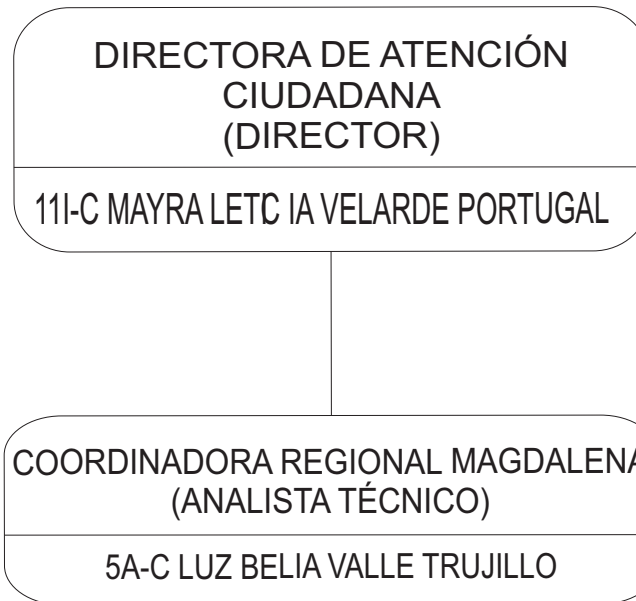 DIRECTORA DE ATENCIÓN
CIUDADANA
(DIRECTOR)
11I-C MAYRA LETC IA VELARDE PORTUGAL
COORDINADORA REGIONAL MAGDALENA
(ANALISTA TÉCNICO)
5A-C LUZ BELIA VALLE TRUJILLO